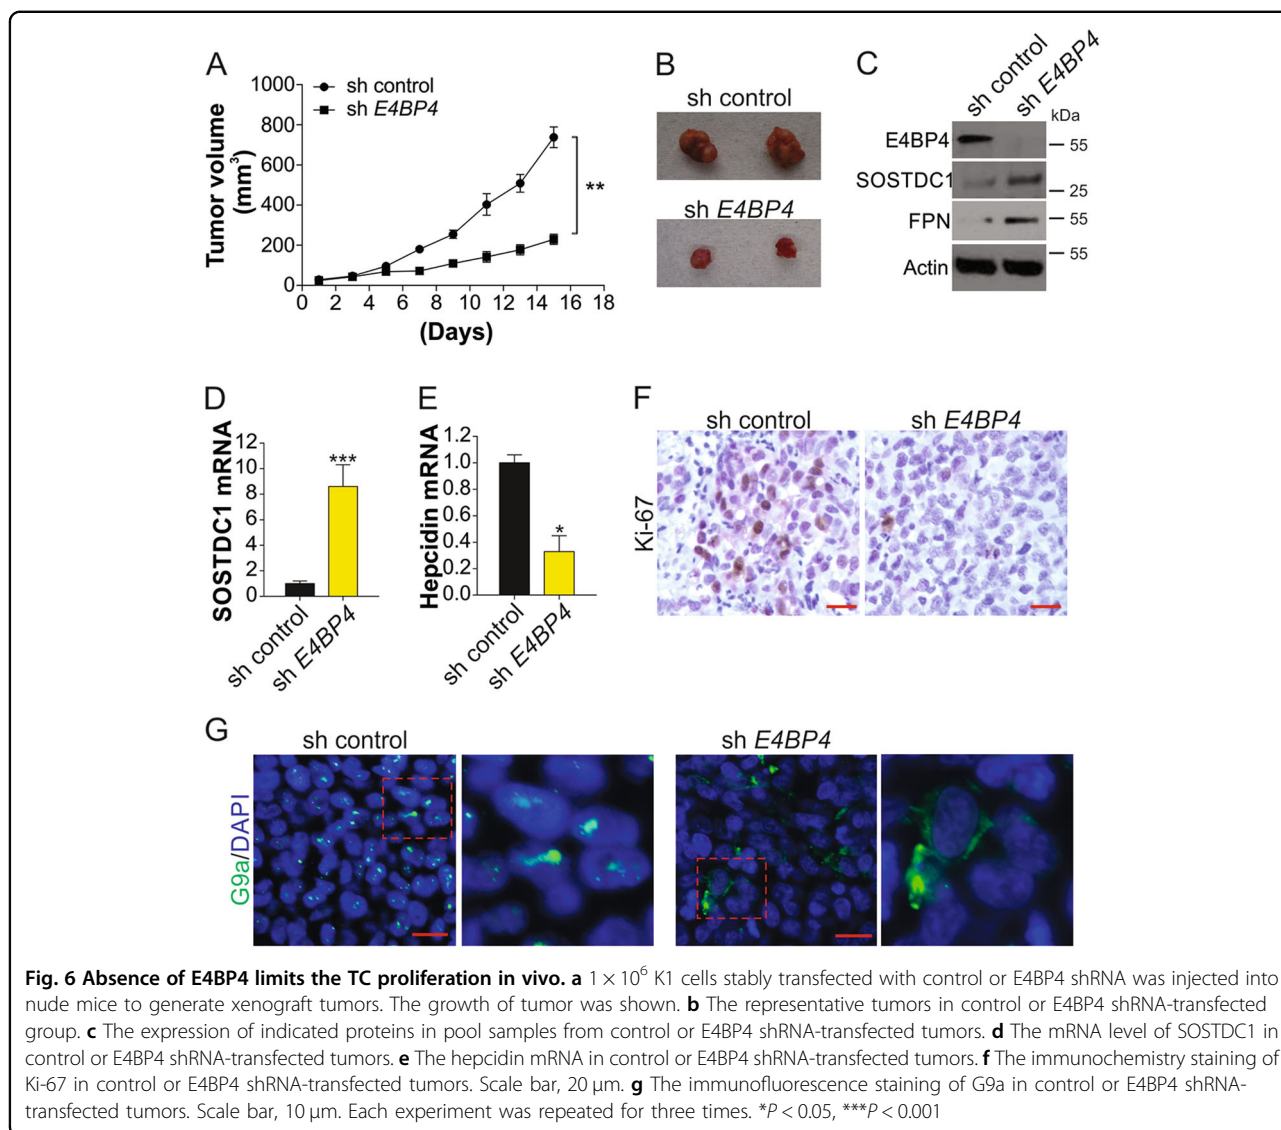 A
sh control
sh E4BP4
Tumor volume
(mm³)
1000
800
600
400
200
0
**
0 2 4 6 8 10 12 14 16 18
(Days)
B
sh control
sh E4BP4
C
sh control
sh E4BP4
kDa
E4BP4
55
SOSTDC1
25
FPN
55
55
Actin
D
SOSTDC1 mRNA
12
10
8
6
4
2
0
***
sh control
sh E4BP4
E
Hepcidin mRNA
1.2
1.0
0.8
0.6
0.4
0.2
0.0
*
sh control
sh E4BP4
F
sh control
sh E4BP4
Ki-67
G
sh control
sh E4BP4
G9a/DAPI
Fig. 6 Absence of E4BP4 limits the TC proliferation in vivo. a 1 × 10⁶ K1 cells stably transfected with control or E4BP4 shRNA was injected into
nude mice to generate xenograft tumors. The growth of tumor was shown. b The representative tumors in control or E4BP4 shRNA-transfected
group. c The expression of indicated proteins in pool samples from control or E4BP4 shRNA-transfected tumors. d The mRNA level of SOSTDC1 in
control or E4BP4 shRNA-transfected tumors. e The hepcidin mRNA in control or E4BP4 shRNA-transfected tumors. f The immunochemistry staining of
Ki-67 in control or E4BP4 shRNA-transfected tumors. Scale bar, 20 μm. g The immunofluorescence staining of G9a in control or E4BP4 shRNA-
transfected tumors. Scale bar, 10 μm. Each experiment was repeated for three times. *P < 0.05, ***P < 0.001